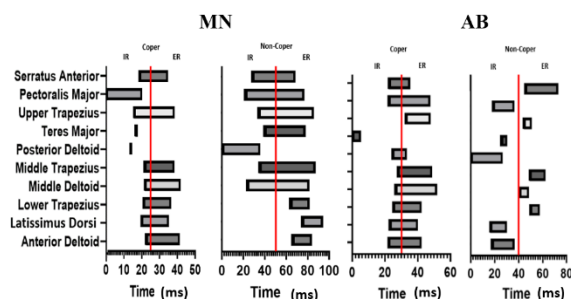 MN AB
Coper Non-Coper Coper Non-Coper
IR ER IR ER IR ER IR ER
Serratus Anterior
Pectoralis Major
Upper Trapezius
Teres Major
Posterior Deltoid
Middle Trapezius
Middle Deltoid
Lower Trapezius
Latissimus Dorsi
Anterior Deltoid
0 10 20 30 40 50 0 20 40 60 80 100 0 20 40 60 0 20 40 60 80
Time (ms) Time (ms) Time (ms) Time (ms)